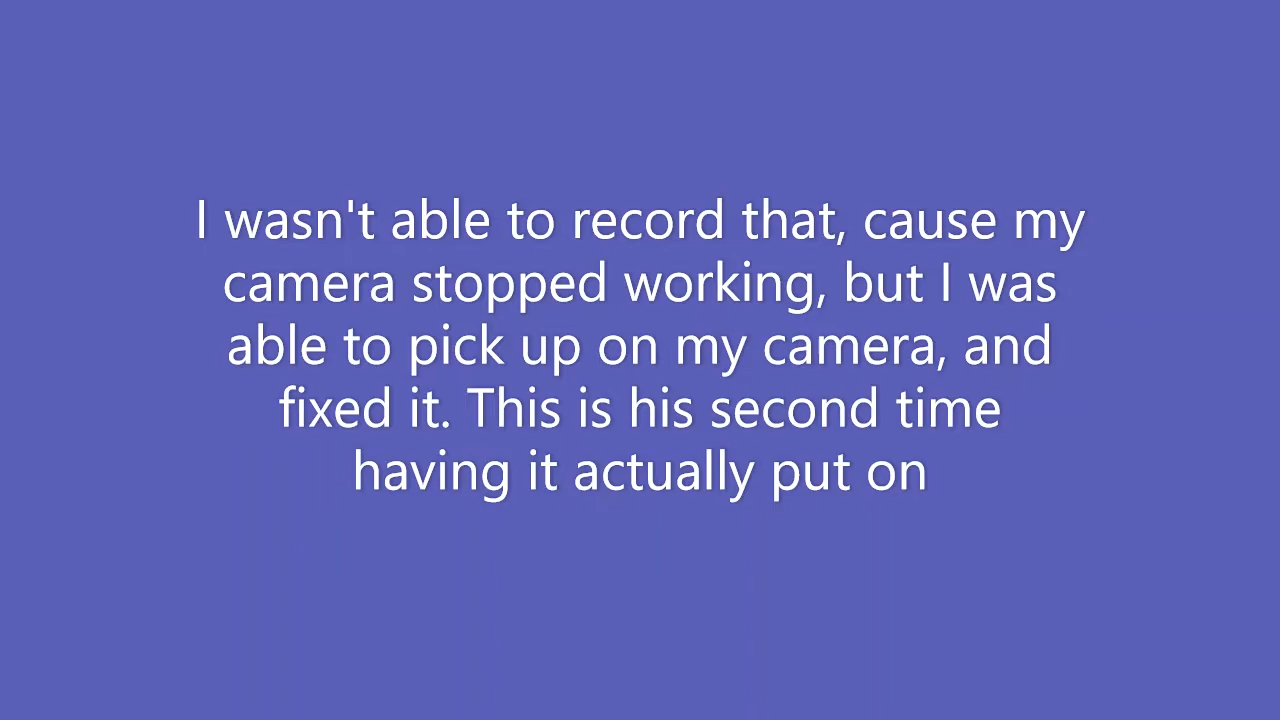 I wasn't able to record that, cause my
camera stopped working, but I was
able to pick up on my camera, and
fixed it. This is his second time
having it actually put on